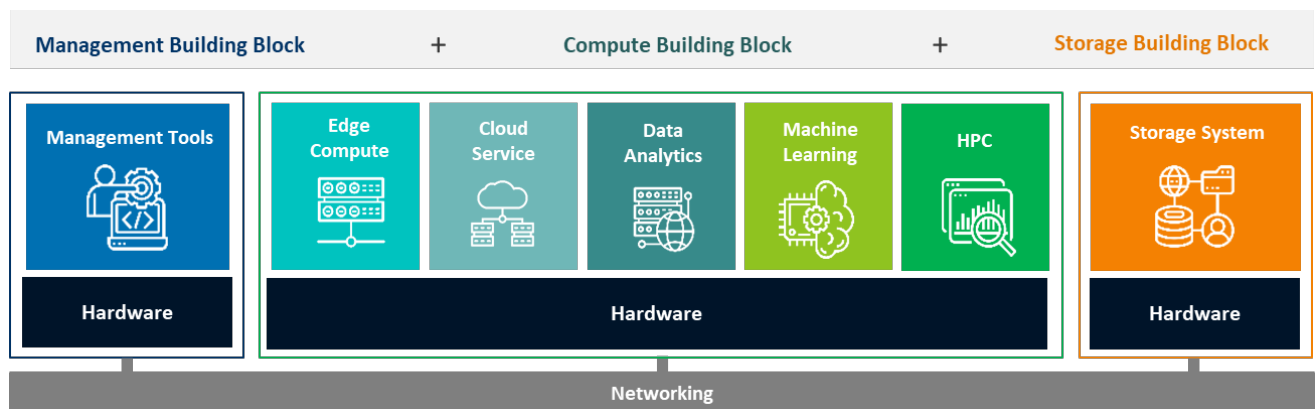 Management Building Block + Compute Building Block + Storage Building Block
Management Tools
Edge
Compute
Cloud
Service
Data
Analytics
Machine
Learning
HPC
Storage System
Hardware
Hardware
Hardware
Networking